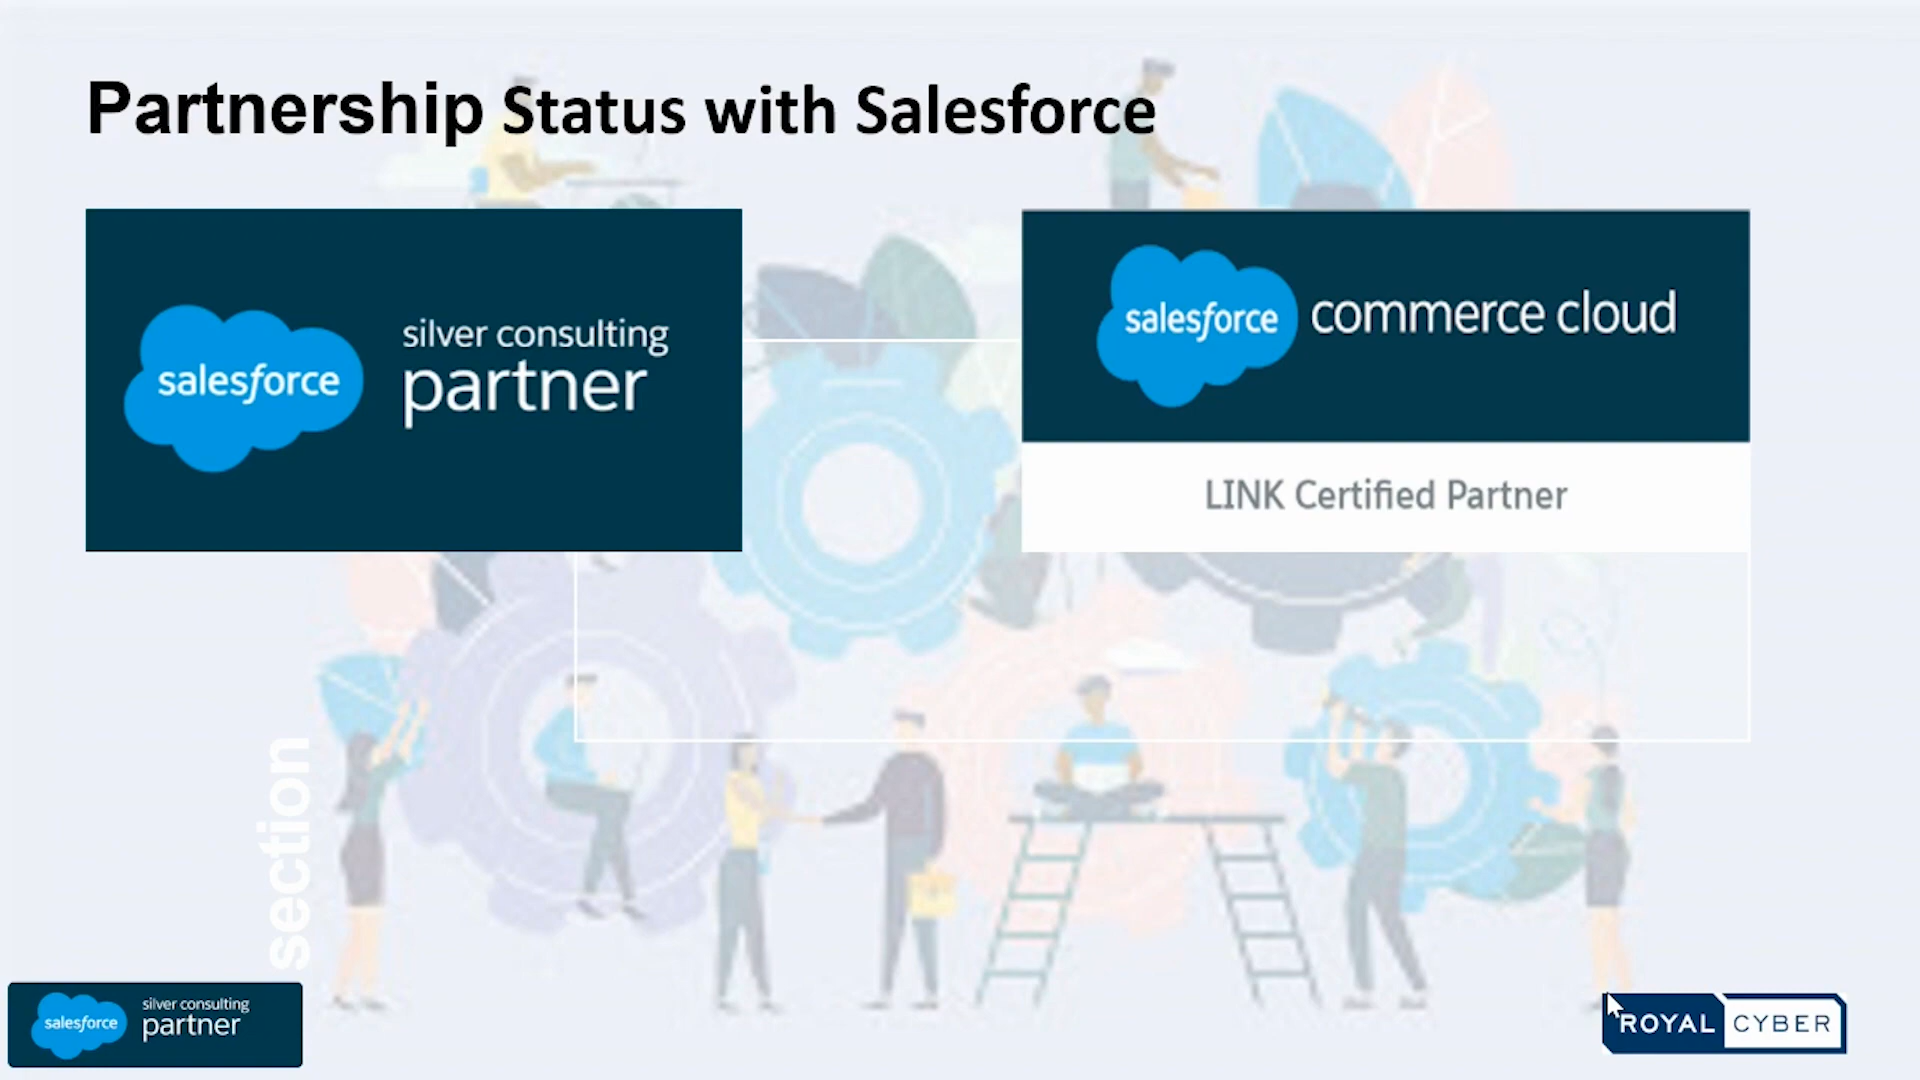 Partnership Status with Salesforce
salesforce
silver consulting
partner
salesforce commerce cloud
LINK Certified Partner
section
salesforce
silver consulting
partner
ROYAL CYBER